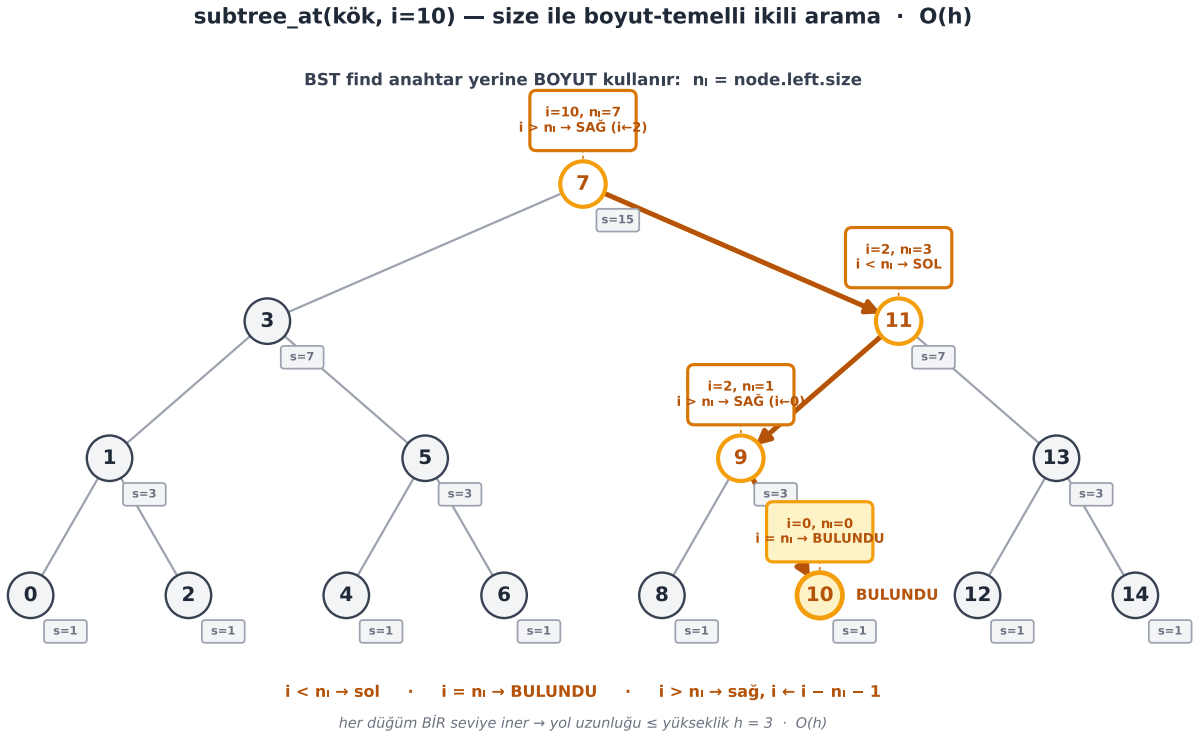 subtree_at(kök, i=10) — size ile boyut-temelli ikili arama · O(h)
BST find anahtar yerine BOYUT kullanır: nₗ = node.left.size
i=10, nₗ=7
i > nₗ → SAĞ (i←2)
7
s=15
i=2, nₗ=3
i < nₗ → SOL
3
11
s=7
s=7
i=2, nₗ=1
i > nₗ → SAĞ (i←0)
1
5
9
13
s=3
s=3
s=3
s=3
i=0, nₗ=0
i = nₗ → BULUNDU
0
2
4
6
8
10
BULUNDU
12
14
s=1
s=1
s=1
s=1
s=1
s=1
s=1
s=1
i < nₗ → sol · i = nₗ → BULUNDU · i > nₗ → sağ, i ← i − nₗ − 1
her düğüm BİR seviye iner → yol uzunluğu ≤ yükseklik h = 3 · O(h)